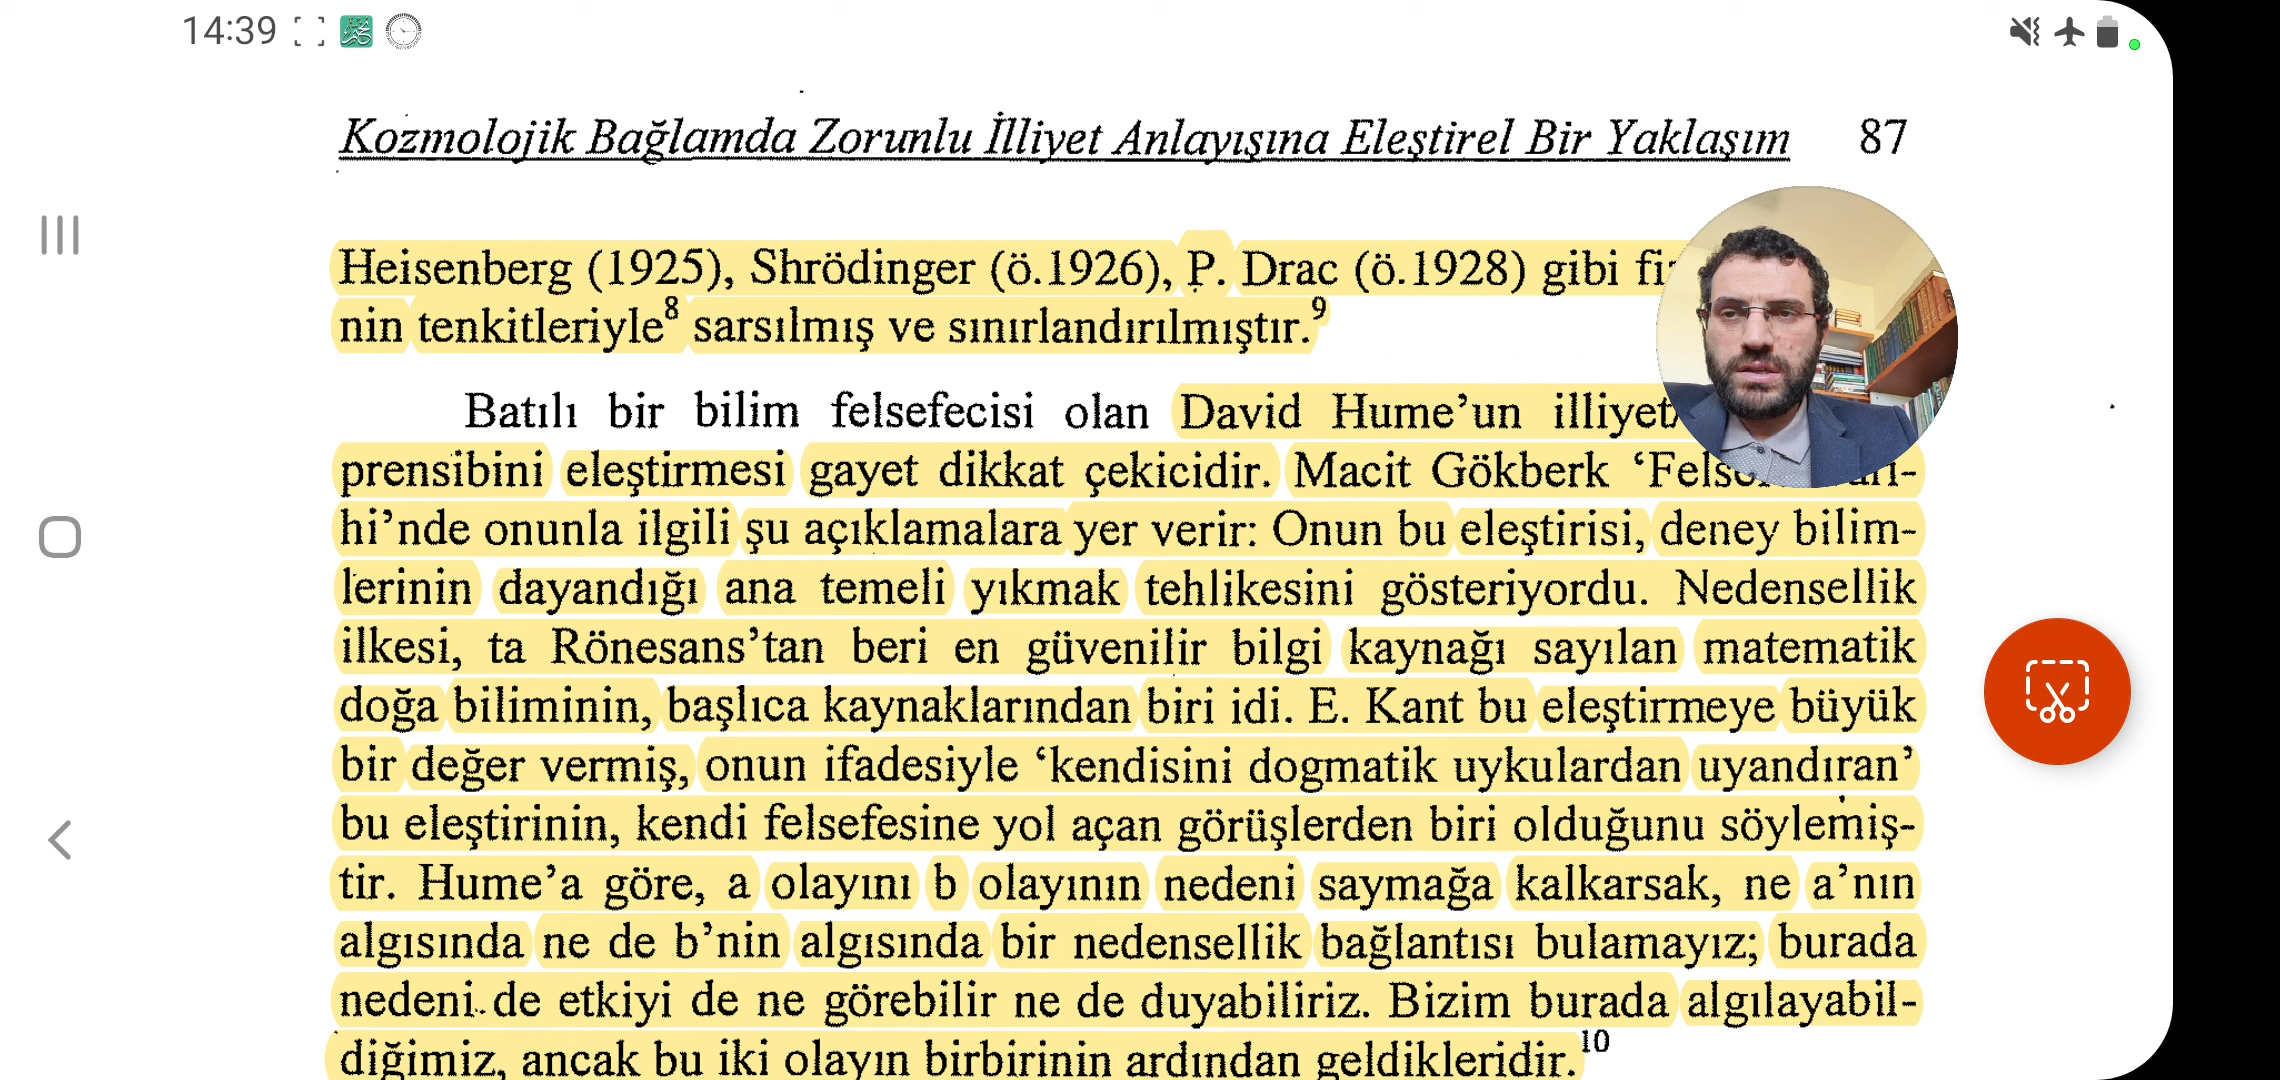 14:39
Kozmolojik Bağlamda Zorunlu İlliyet Anlayışına Eleştirel Bir Yaklaşım 87
Heisenberg (1925), Shrödinger (ö.1926), P. Drac (ö.1928) gibi
nin tenkitleriyle8 sarsılmış ve sınırlandırılmıştır.9
Batılı bir bilim felsefecisi olan David Hume’un illiyet
prensibini eleştirmesi gayet dikkat çekicidir. Macit Gökberk
hi’nde onunla ilgili şu açıklamalara yer verir: Onun bu eleştirisi, deney bilim-
lerinin dayandığı ana temeli yıkmak tehlikesini gösteriyordu. Nedensellik
ilkesi, ta Rönesans’tan beri en güvenilir bilgi kaynağı sayılan matematik
doğa biliminin, başlıca kaynaklarından biri idi. E. Kant bu eleştirmeye büyük
bir değer vermiş, onun ifadesiyle ‘kendisini dogmatik uykulardan uyandıran’
bu eleştirinin, kendi felsefesine yol açan görüşlerden biri olduğunu söylemiş-
tir. Hume’a göre, a olayını b olayının nedeni saymağa kalkarsak, ne a’nın
algısında ne de b’nin algısında bir nedensellik bağlantısı bulamayız; burada
nedeni de etkiyi de ne görebilir ne de duyabiliriz. Bizim burada algılayabil-
diğimiz, ancak bu iki olayın birbirinin ardından geldikleridir.10